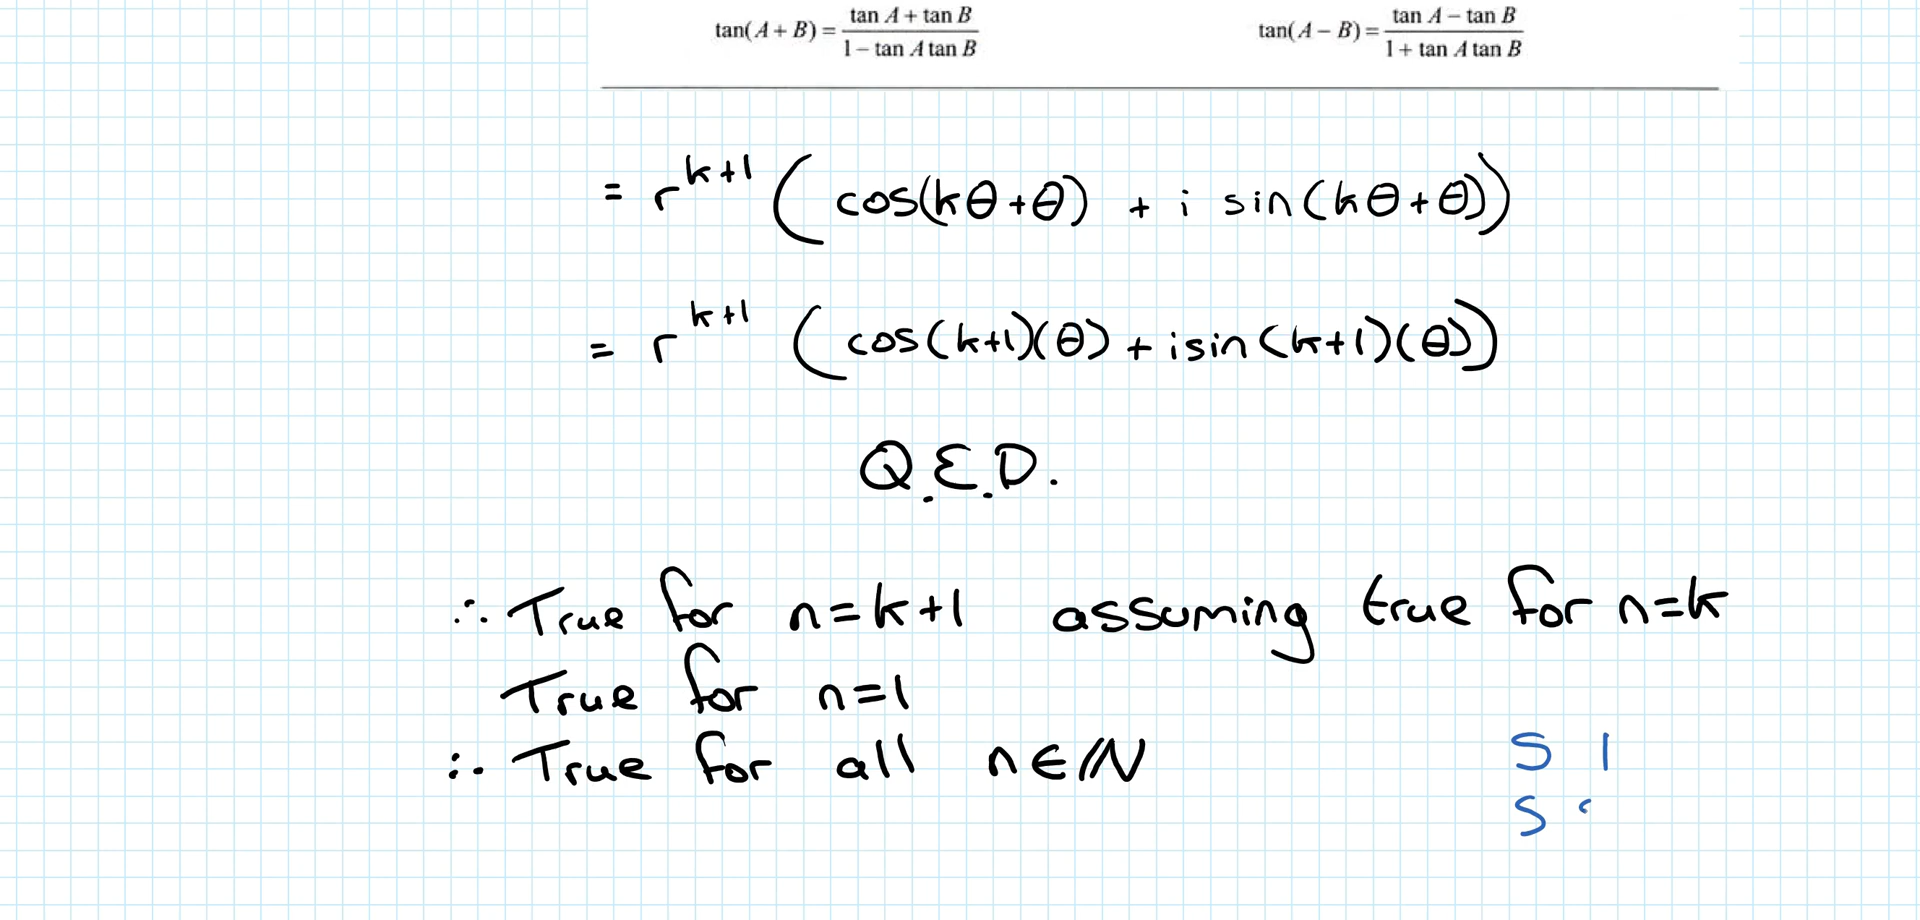 tan(A + B) = (tan A + tan B)/(1 − tan A tan B) tan(A − B) = (tan A − tan B)/(1 + tan A tan B)
= r^(k+1) ( cos(kθ+θ) + i sin(kθ+θ))
= r^(k+1) (cos(k+1)(θ) + isin(k+1)(θ))
Q.E.D.
∴ True for n=k+1 assuming true for n=k
True for n=1
∴ True for all n∈ℕ
S 1
S